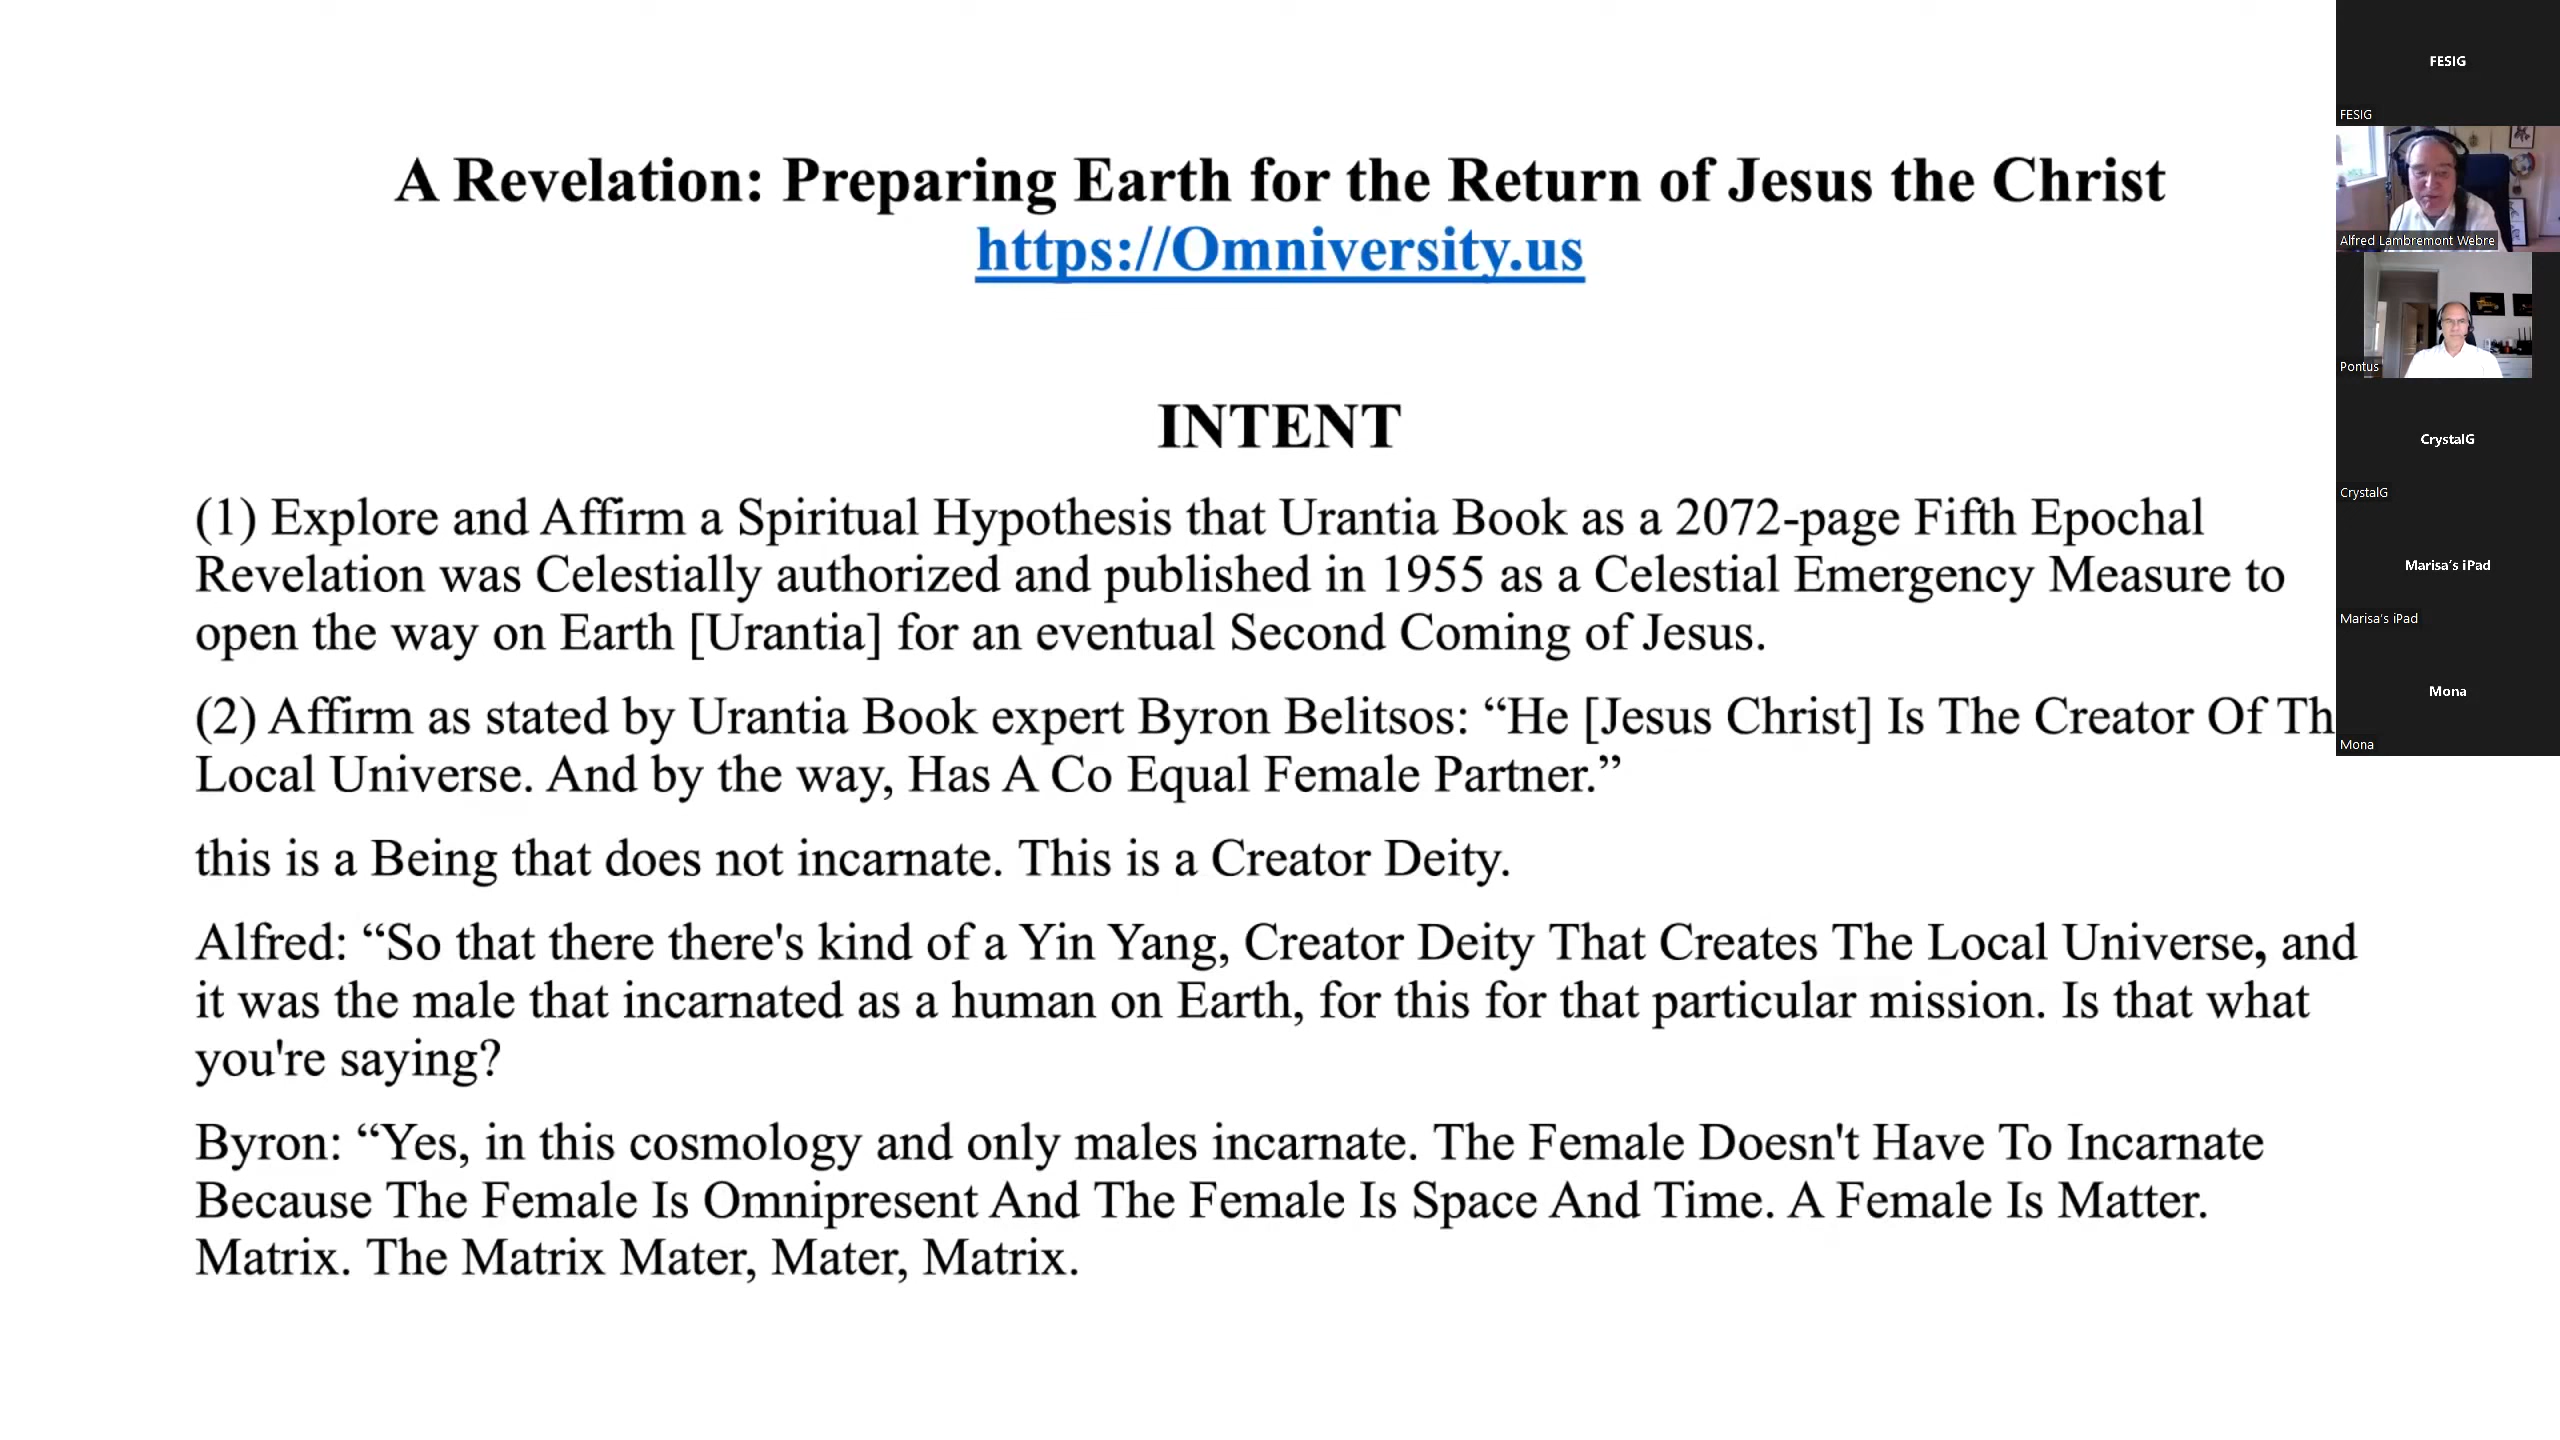 A Revelation: Preparing Earth for the Return of Jesus the Christ
https://Omniversity.us
INTENT
(1) Explore and Affirm a Spiritual Hypothesis that Urantia Book as a 2072-page Fifth Epochal
Revelation was Celestially authorized and published in 1955 as a Celestial Emergency Measure to
open the way on Earth [Urantia] for an eventual Second Coming of Jesus.
(2) Affirm as stated by Urantia Book expert Byron Belitsos: “He [Jesus Christ] Is The Creator Of Th
Local Universe. And by the way, Has A Co Equal Female Partner.”
this is a Being that does not incarnate. This is a Creator Deity.
Alfred: “So that there there's kind of a Yin Yang, Creator Deity That Creates The Local Universe, and
it was the male that incarnated as a human on Earth, for this for that particular mission. Is that what
you're saying?
Byron: “Yes, in this cosmology and only males incarnate. The Female Doesn't Have To Incarnate
Because The Female Is Omnipresent And The Female Is Space And Time. A Female Is Matter.
Matrix. The Matrix Mater, Mater, Matrix.
FESIG
FESIG
Alfred Lambremont Webre
Pontus
CrystalG
CrystalG
Marisa's iPad
Marisa's iPad
Mona
Mona